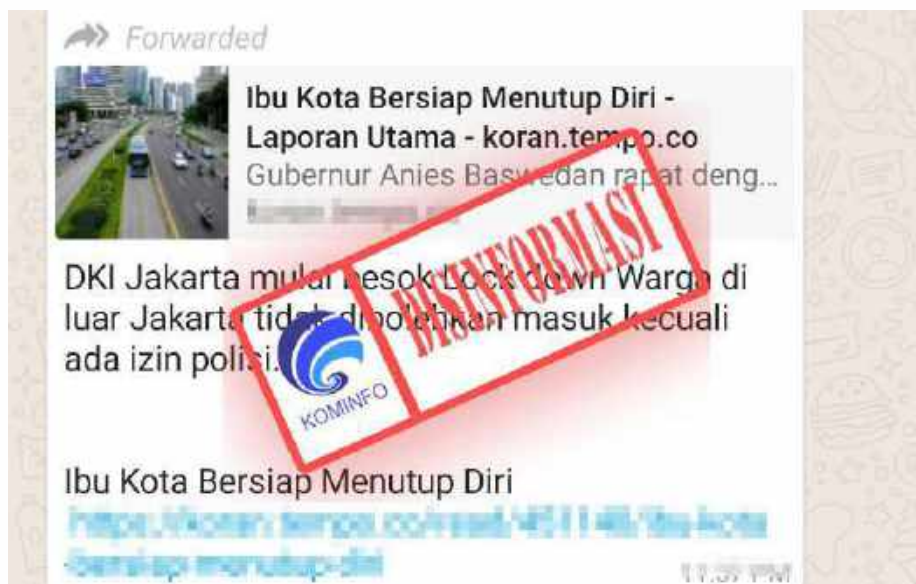 Forwarded
Ibu Kota Bersiap Menutup Diri -
Laporan Utama - koran.tempo.co
Gubernur Anies Baswedan rapat deng...
DKI Jakarta mulai besok Lock down Warga di
luar Jakarta tidak dibolehkan masuk kecuali
ada izin polisi.
DISINFORMASI
KOMINFO
Ibu Kota Bersiap Menutup Diri